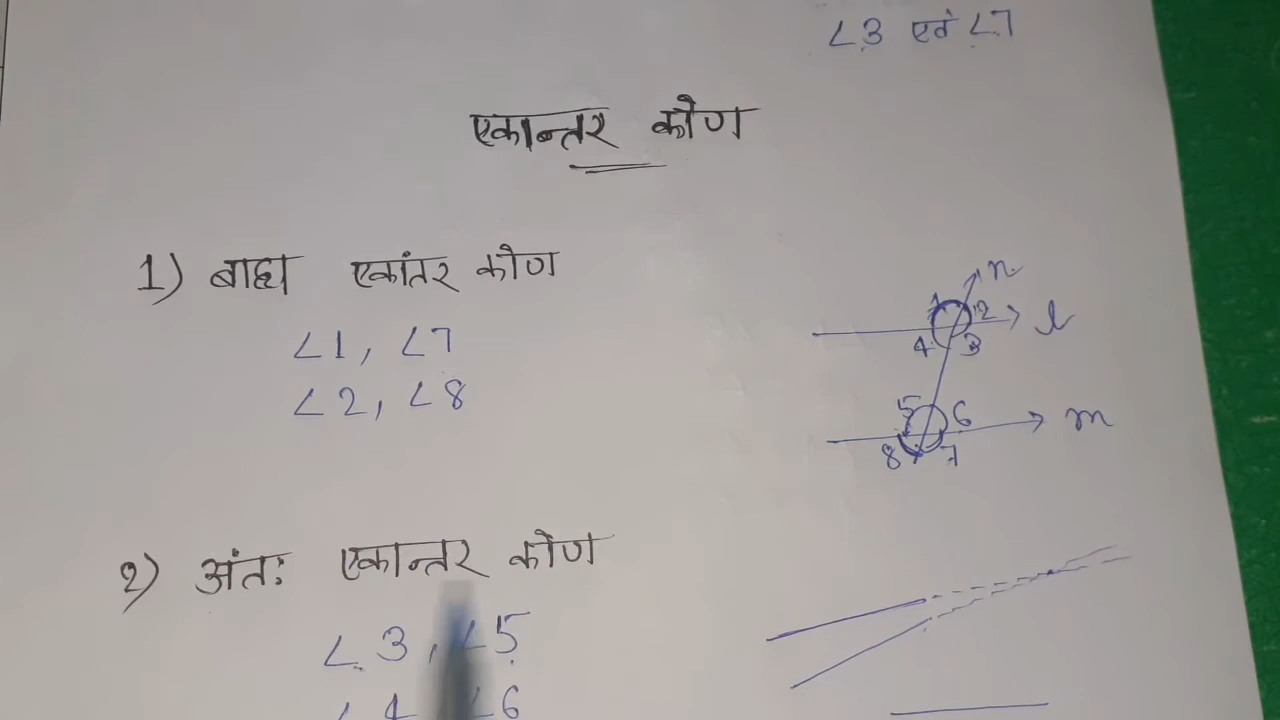 ∠3 एवं ∠7
एकान्तर कोण
1) बाह्य एकांतर कोण
∠1, ∠7
∠2, ∠8
n
1 2 l
4 3
5 6 m
8 7
2) अंतः एकान्तर कोण
∠3, ∠5
∠4 ∠6